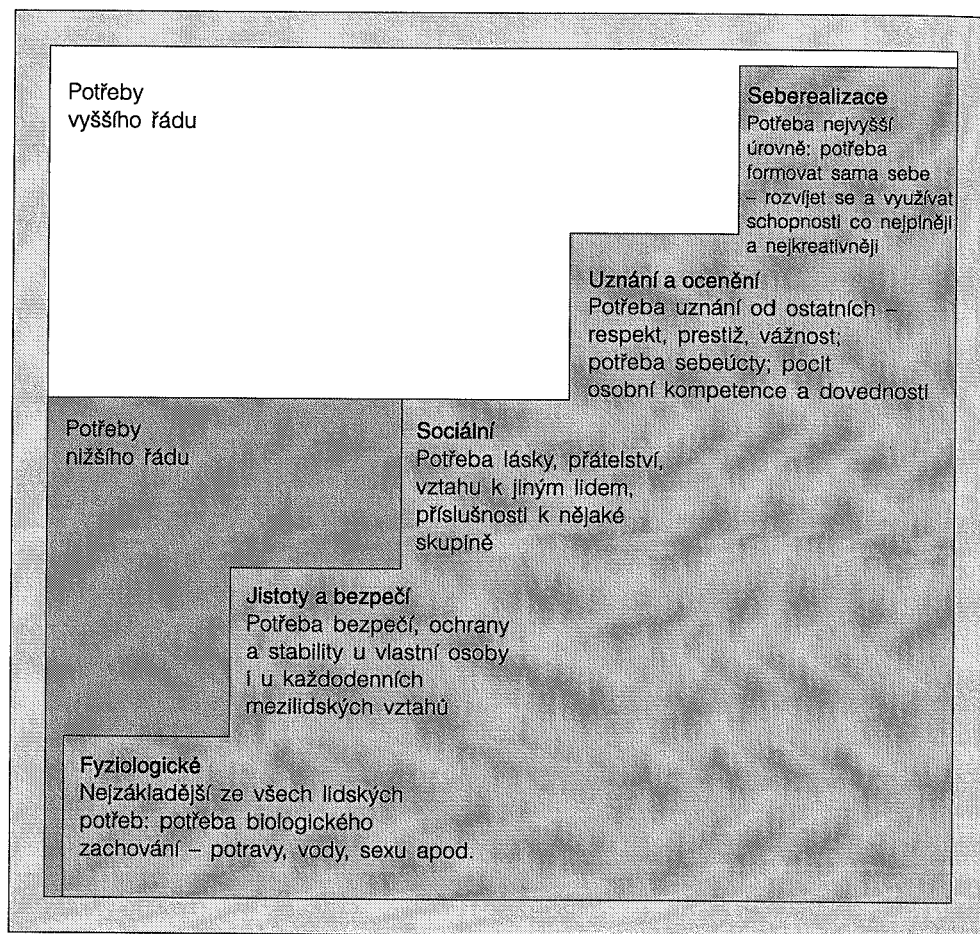 Potřeby
vyššího řádu
Seberealizace
Potřeba nejvyšší
úrovně: potřeba
formovat sama sebe
– rozvíjet se a využívat
schopnosti co nejplněji
a nejkreativněji
Uznání a ocenění
Potřeba uznání od ostatních –
respekt, prestiž, vážnost;
potřeba sebeúcty; pocit
osobní kompetence a dovednosti
Potřeby
nižšího řádu
Sociální
Potřeba lásky, přátelství,
vztahu k jiným lidem,
příslušnosti k nějaké
skupině
Jistoty a bezpečí
Potřeba bezpečí, ochrany
a stability u vlastní osoby
i u každodenních
mezilidských vztahů
Fyziologické
Nejzákladější ze všech lidských
potřeb: potřeba biologického
zachování – potravy, vody, sexu apod.